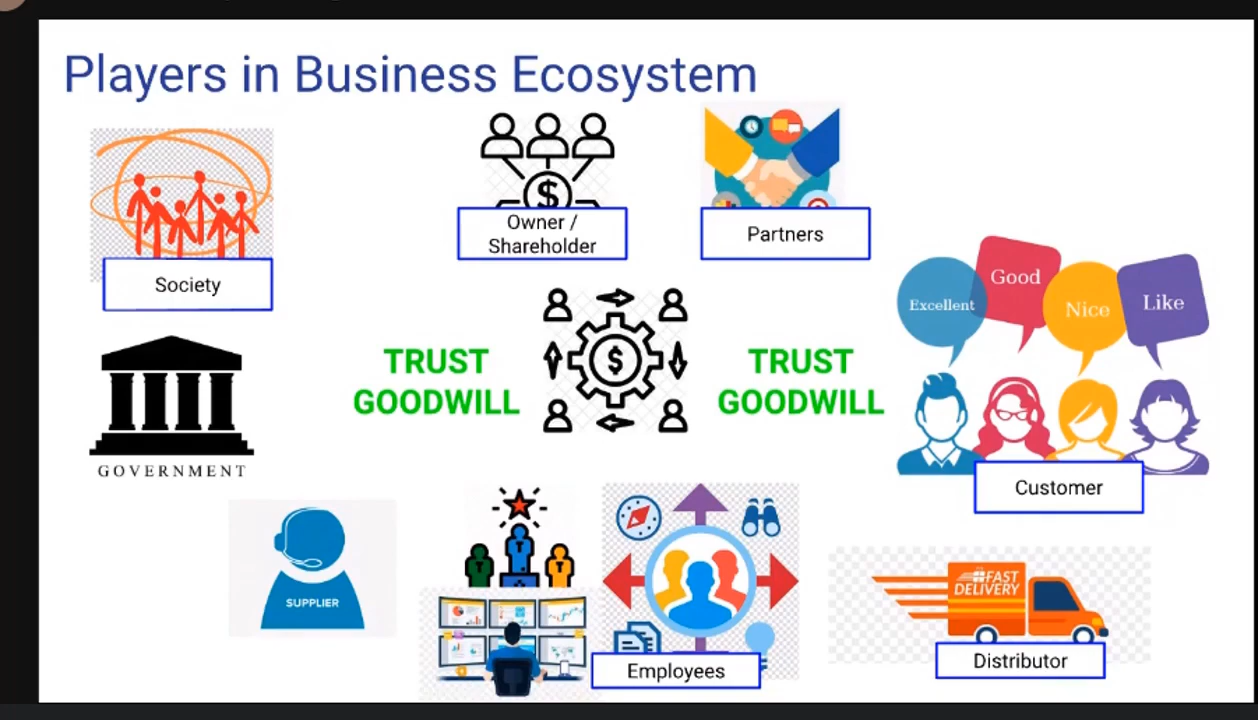 Players in Business Ecosystem
Owner /
Shareholder
Partners
Society
Excellent
Good
Nice
Like
TRUST
GOODWILL
TRUST
GOODWILL
GOVERNMENT
Customer
SUPPLIER
FAST
DELIVERY
Employees
Distributor